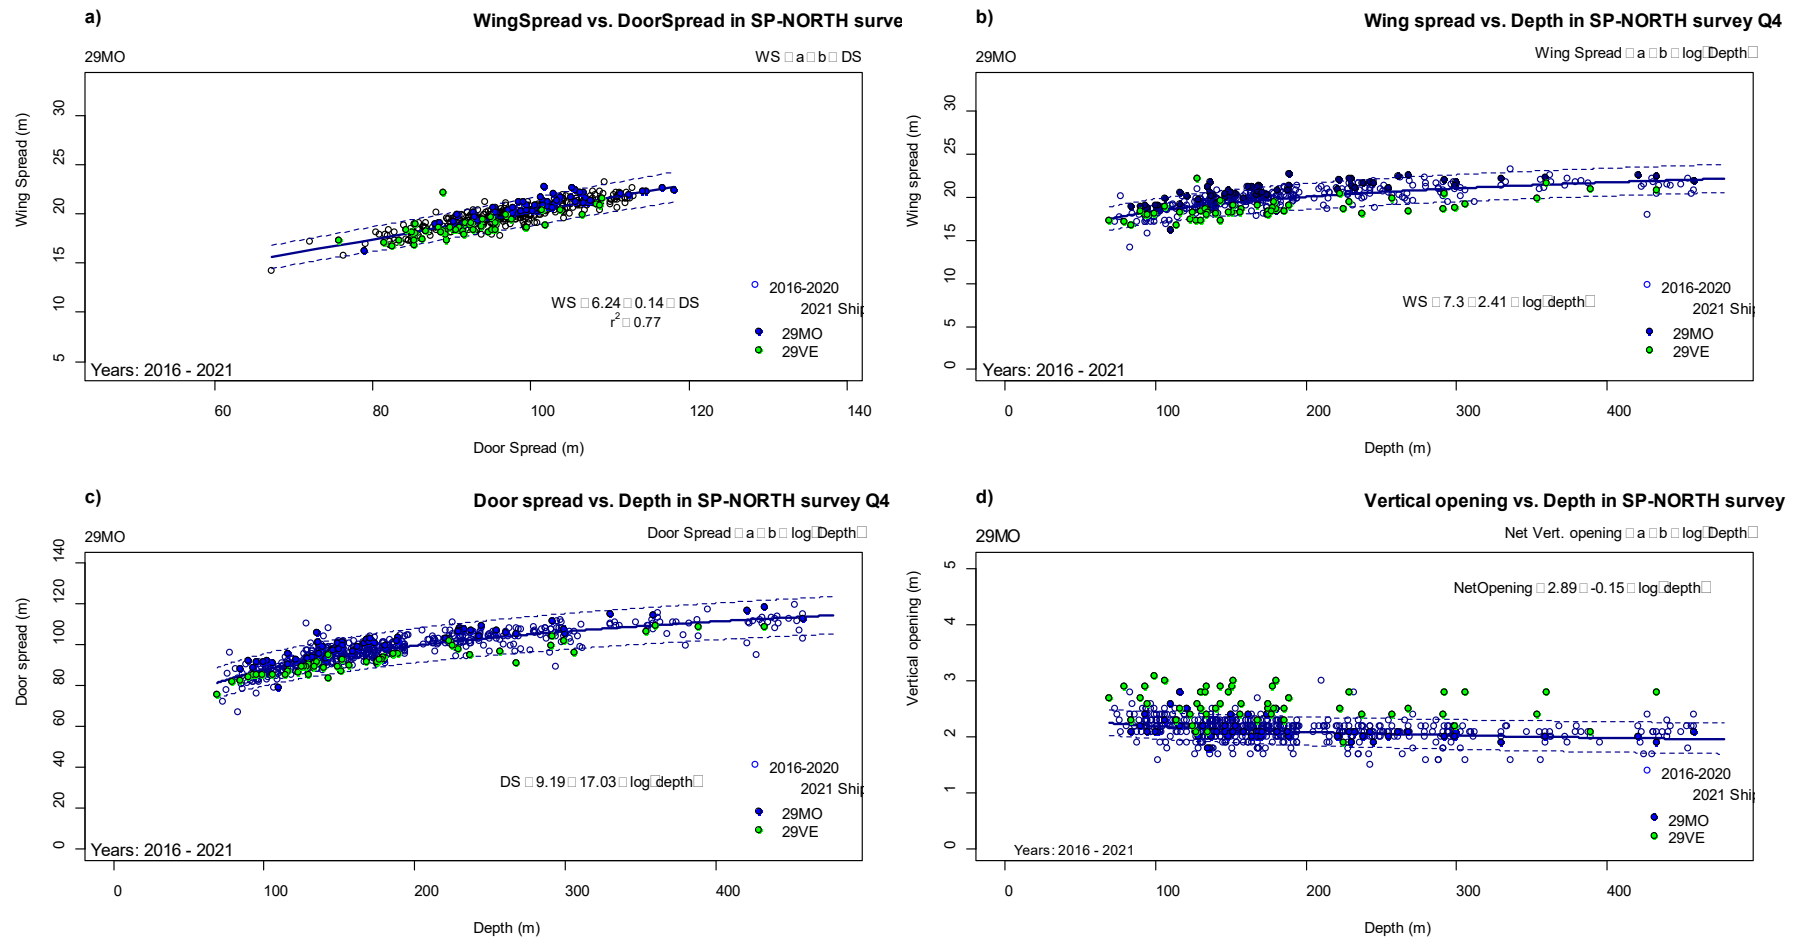 a)
WingSpread vs. DoorSpread in SP-NORTH surve
29MO
WS □ a □ b □ DS
Wing Spread (m)
30
25
20
15
10
5
WS □ 6.24 □ 0.14 □ DS
r2 □ 0.77
2016-2020
2021 Ship
29MO
29VE
Years: 2016 - 2021
60
80
100
120
140
Door Spread (m)
b)
Wing spread vs. Depth in SP-NORTH survey Q4
29MO
Wing Spread □ a □ b □ log□Depth□
Wing spread (m)
30
25
20
15
10
5
0
WS □ 7.3 □ 2.41 □ log□depth□
2016-2020
2021 Ship
29MO
29VE
Years: 2016 - 2021
0
100
200
300
400
Depth (m)
c)
Door spread vs. Depth in SP-NORTH survey Q4
29MO
Door Spread □ a □ b □ log□Depth□
Door spread (m)
140
120
100
80
60
40
20
0
DS □ 9.19 □ 17.03 □ log□depth□
2016-2020
2021 Ship
29MO
29VE
Years: 2016 - 2021
0
100
200
300
400
Depth (m)
d)
Vertical opening vs. Depth in SP-NORTH survey
29MO
Net Vert. opening □ a □ b □ log□Depth□
Vertical opening (m)
5
4
3
2
1
0
NetOpening □ 2.89 □ -0.15 □ log□depth□
2016-2020
2021 Ship
29MO
29VE
Years: 2016 - 2021
0
100
200
300
400
Depth (m)